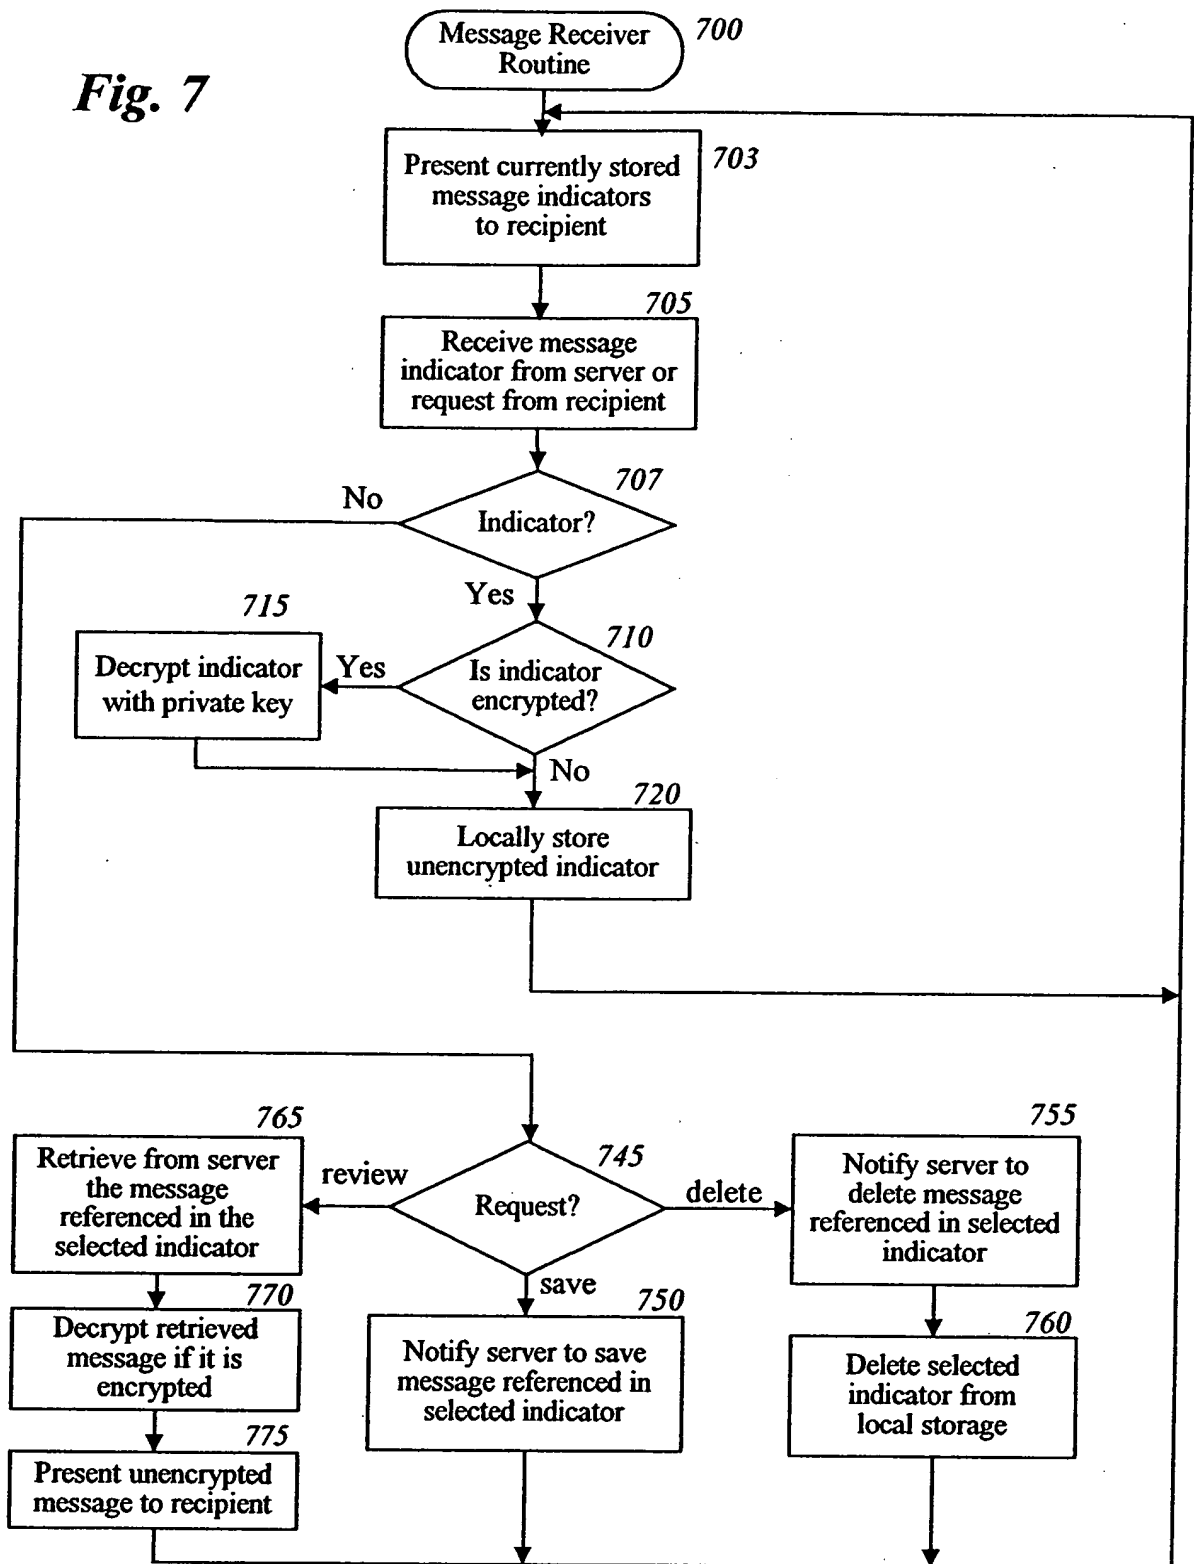 Fig. 7
Message Receiver
Routine
700
Present currently stored
message indicators
to recipient
703
705
Receive message
indicator from server or
request from recipient
707
No
Indicator?
Yes
715
710
Decrypt indicator
with private key
Yes
Is indicator
encrypted?
No
720
Locally store
unencrypted indicator
765
Retrieve from server
the message
referenced in the
selected indicator
review
745
Request?
delete
755
Notify server to
delete message
referenced in selected
indicator
save
770
Decrypt retrieved
message if it is
encrypted
750
Notify server to save
message referenced in
selected indicator
760
Delete selected
indicator from
local storage
775
Present unencrypted
message to recipient